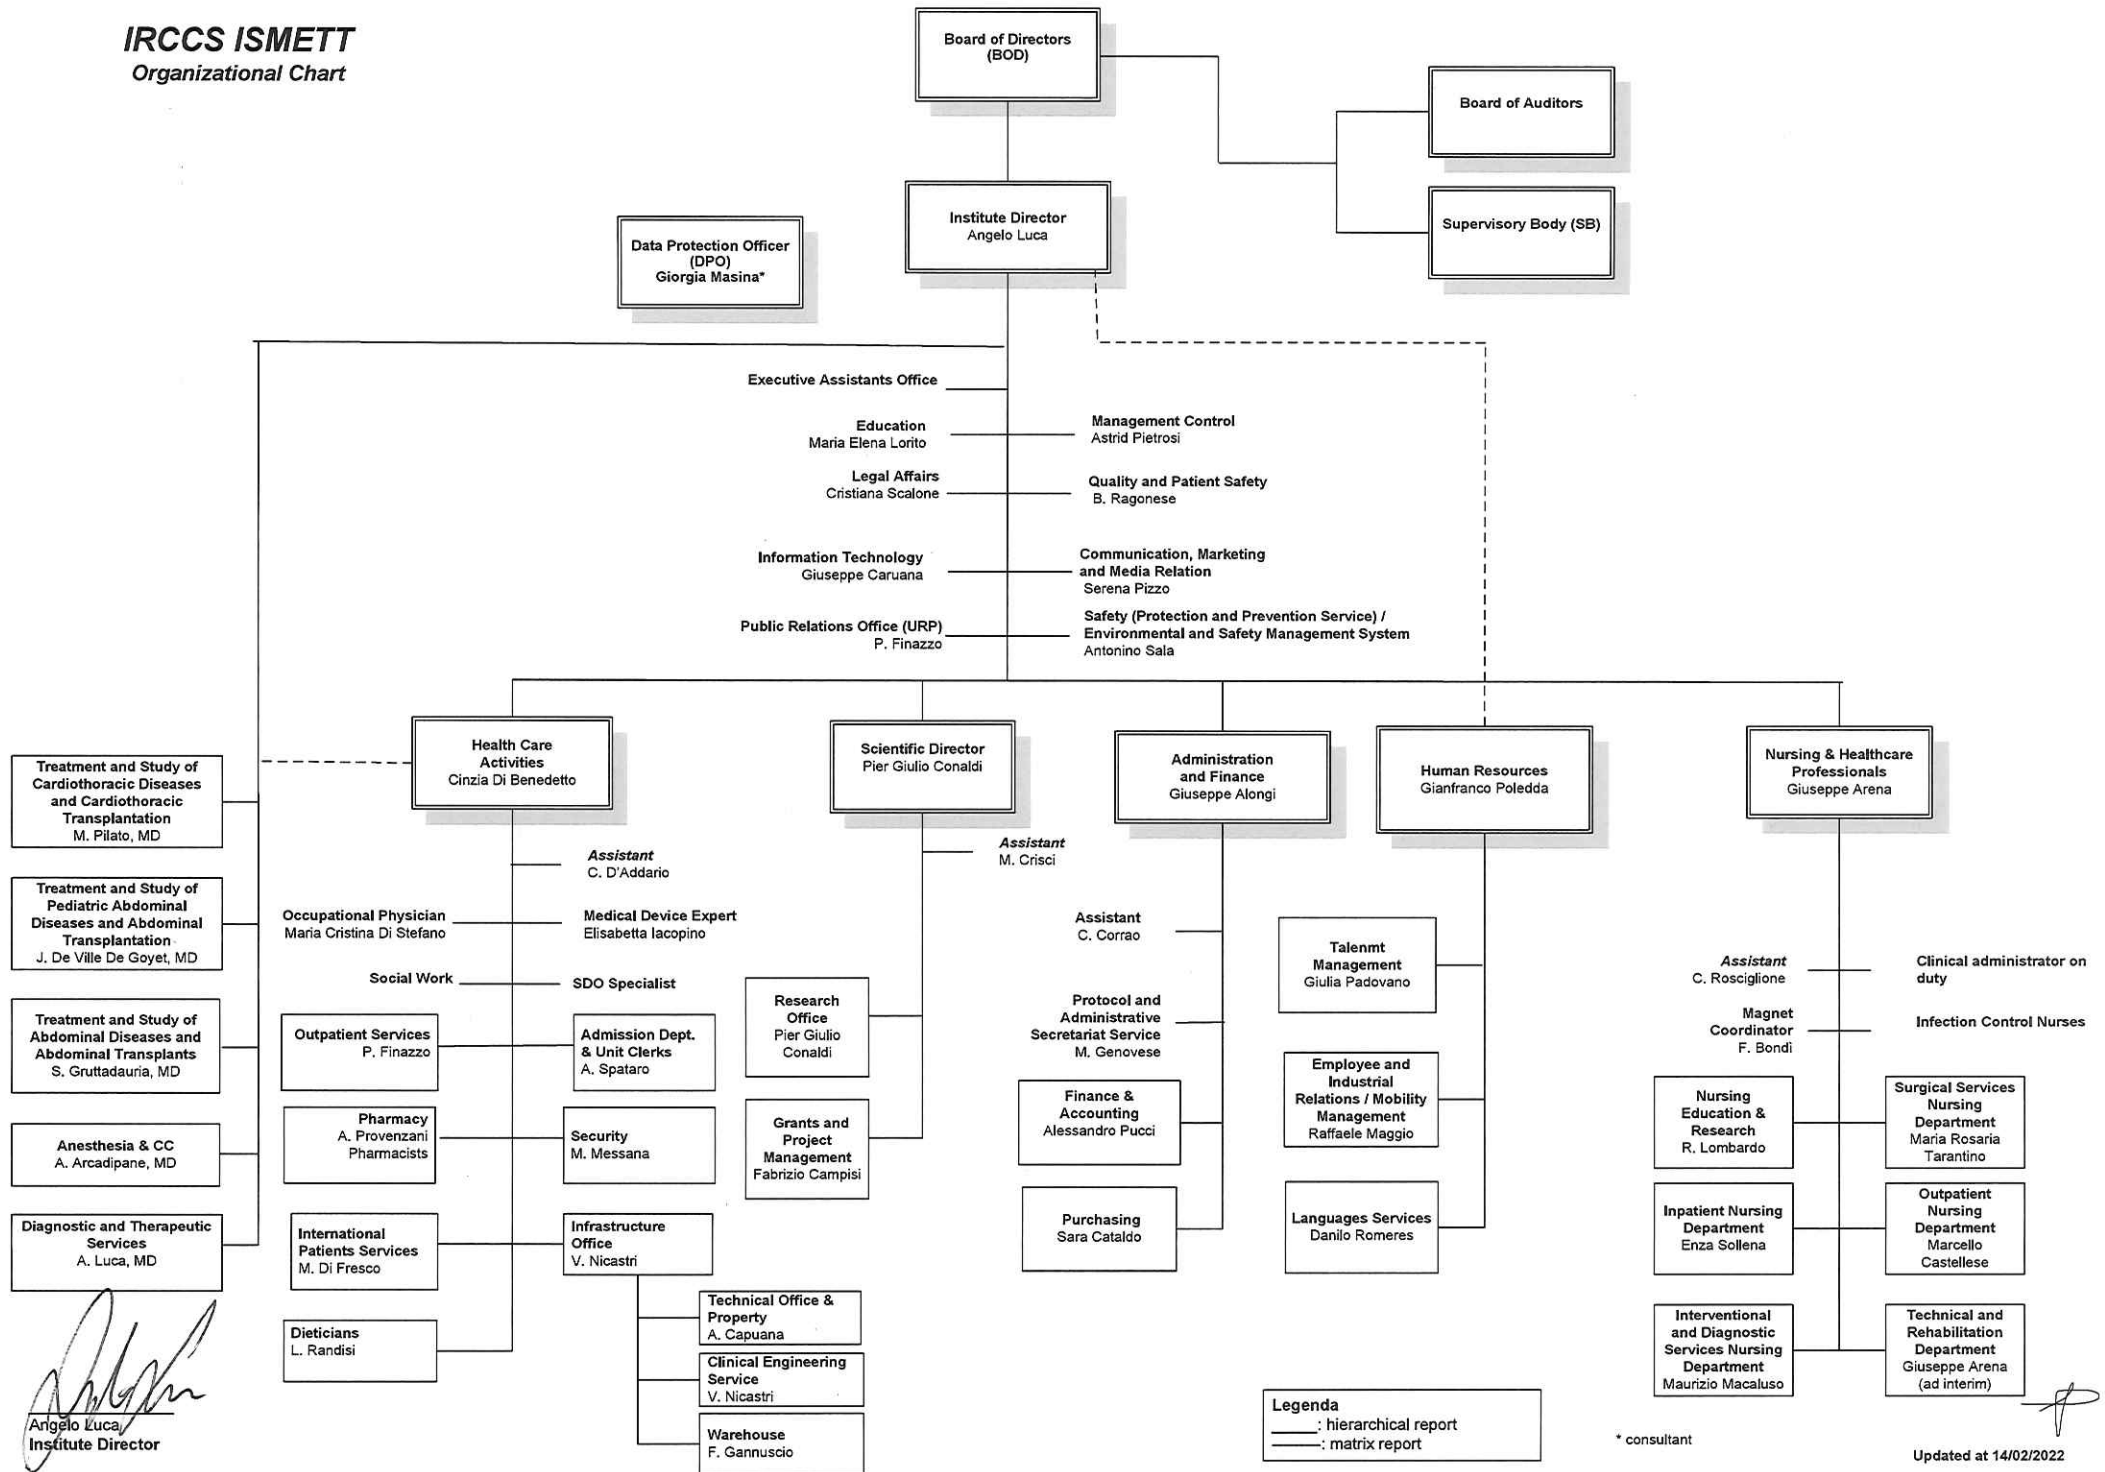 IRCCS ISMETT
Organizational Chart
Board of Directors
(BOD)
Board of Auditors
Supervisory Body (SB)
Institute Director
Angelo Luca
Data Protection Officer
(DPO)
Giorgia Masina*
Executive Assistants Office
Education
Maria Elena Lorito
Management Control
Astrid Pietrosi
Legal Affairs
Cristiana Scalone
Quality and Patient Safety
B. Ragonese
Information Technology
Giuseppe Caruana
Communication, Marketing
and Media Relation
Serena Pizzo
Public Relations Office (URP)
P. Finazzo
Safety (Protection and Prevention Service) /
Environmental and Safety Management System
Antonino Sala
Treatment and Study of
Cardiothoracic Diseases
and Cardiothoracic
Transplantation
M. Pilato, MD
Treatment and Study of
Pediatric Abdominal
Diseases and Abdominal
Transplantation
J. De Ville De Goyet, MD
Treatment and Study of
Abdominal Diseases and
Abdominal Transplants
S. Gruttadauria, MD
Anesthesia & CC
A. Arcadipane, MD
Diagnostic and Therapeutic
Services
A. Luca, MD
Health Care
Activities
Cinzia Di Benedetto
Assistant
C. D'Addario
Occupational Physician
Maria Cristina Di Stefano
Medical Device Expert
Elisabetta Iacopino
Social Work
SDO Specialist
Outpatient Services
P. Finazzo
Admission Dept.
& Unit Clerks
A. Spataro
Pharmacy
A. Provenzani
Pharmacists
Security
M. Messana
International
Patients Services
M. Di Fresco
Infrastructure
Office
V. Nicastri
Dieticians
L. Randisi
Technical Office &
Property
A. Capuana
Clinical Engineering
Service
V. Nicastri
Warehouse
F. Gannuscio
Scientific Director
Pier Giulio Conaldi
Assistant
M. Crisci
Research
Office
Pier Giulio
Conaldi
Grants and
Project
Management
Fabrizio Campisi
Administration
and Finance
Giuseppe Alongi
Assistant
C. Corrao
Protocol and
Administrative
Secretariat Service
M. Genovese
Finance &
Accounting
Alessandro Pucci
Purchasing
Sara Cataldo
Human Resources
Gianfranco Poledda
Talenmt
Management
Giulia Padovano
Employee and
Industrial
Relations / Mobility
Management
Raffaele Maggio
Languages Services
Danilo Romeres
Nursing & Healthcare
Professionals
Giuseppe Arena
Assistant
C. Rosciglione
Clinical administrator on
duty
Magnet
Coordinator
F. Bondì
Infection Control Nurses
Nursing
Education &
Research
R. Lombardo
Surgical Services
Nursing
Department
Maria Rosaria
Tarantino
Inpatient Nursing
Department
Enza Sollena
Outpatient
Nursing
Department
Marcello
Castellese
Interventional
and Diagnostic
Services Nursing
Department
Maurizio Macaluso
Technical and
Rehabilitation
Department
Giuseppe Arena
(ad interim)
Angelo Luca
Institute Director
Legenda
: hierarchical report
: matrix report
* consultant
Updated at 14/02/2022